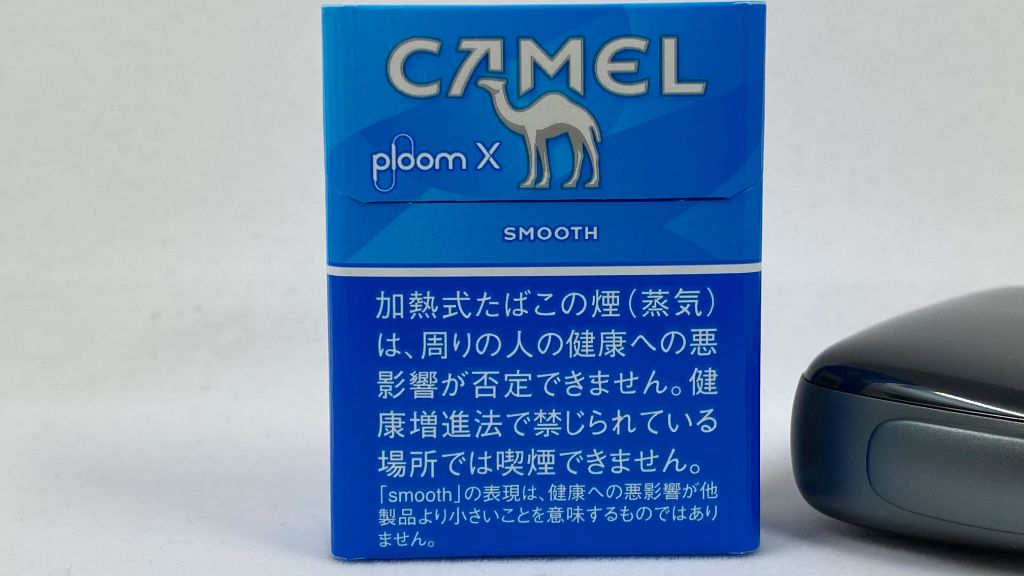 CAMEL
ploom X
SMOOTH
加熱式たばこの煙（蒸気）
は、周りの人の健康への悪
影響が否定できません。健
康増進法で禁じられている
場所では喫煙できません。
「smooth」の表現は、健康への悪影響が他
製品より小さいことを意味するものではあり
ません。